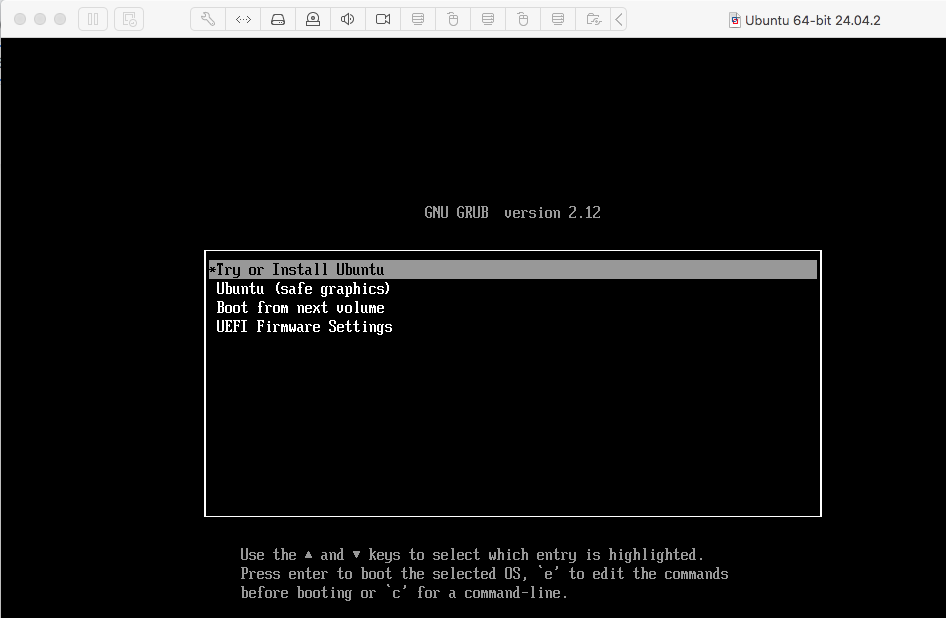 Ubuntu 64-bit 24.04.2
GNU GRUB  version 2.12
*Try or Install Ubuntu
Ubuntu (safe graphics)
Boot from next volume
UEFI Firmware Settings
Use the ▲ and ▼ keys to select which entry is highlighted.
Press enter to boot the selected OS, `e' to edit the commands
before booting or `c' for a command-line.